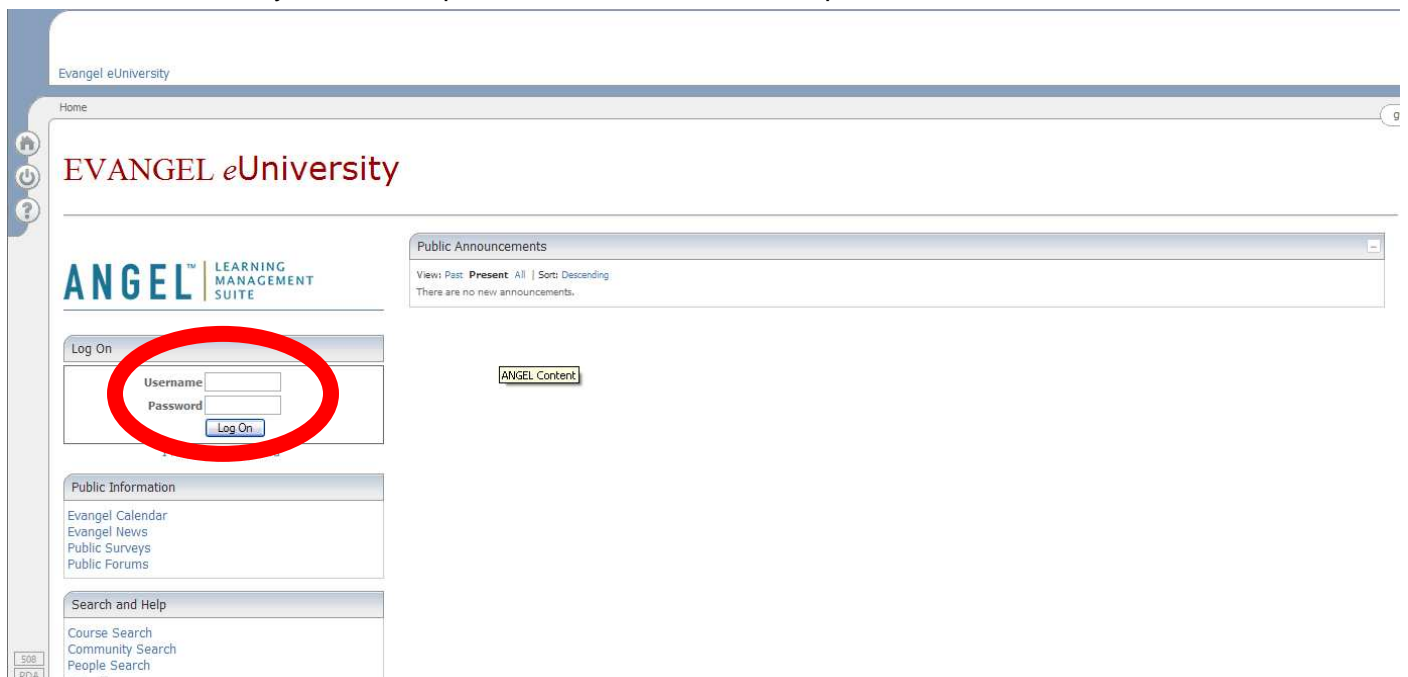 Evangel eUniversity
Home
g
EVANGEL eUniversity
ANGEL™ LEARNING
MANAGEMENT
SUITE
Public Announcements
View: Past Present All | Sort: Descending
There are no new announcements.
Log On
Username
Password
Log On
ANGEL Content
Public Information
Evangel Calendar
Evangel News
Public Surveys
Public Forums
Search and Help
Course Search
Community Search
People Search
508
PDA